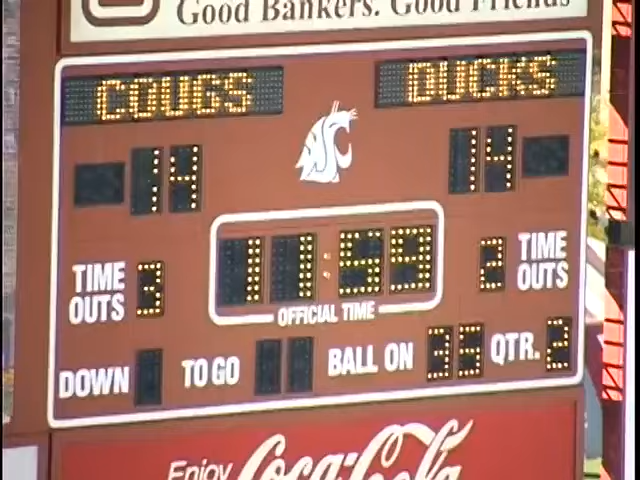 Good Bankers. Good Friends
COUGS DUCKS
14 14
TIME OUTS 3 11:59 2 TIME OUTS
OFFICIAL TIME
DOWN TO GO BALL ON 35 QTR. 2
Enjoy
Coca-Cola